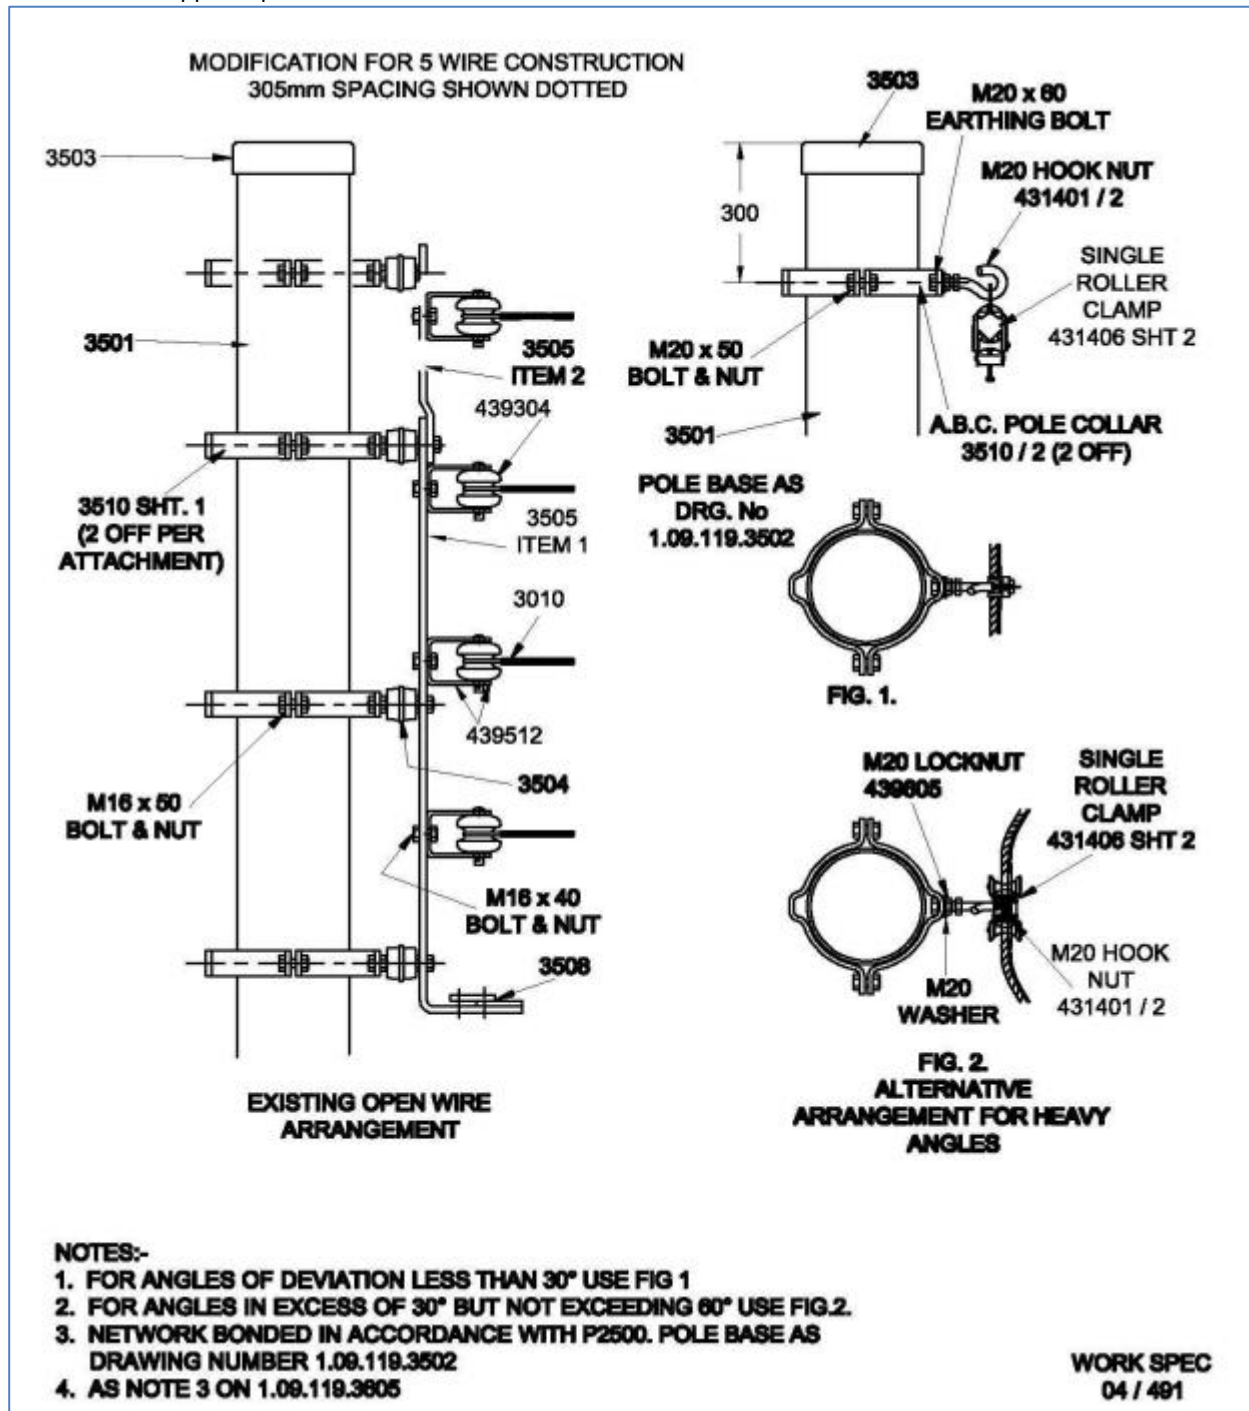 MODIFICATION FOR 5 WIRE CONSTRUCTION
305mm SPACING SHOWN DOTTED
3503
3501
3505
ITEM 2
439304
3510 SHT. 1
(2 OFF PER
ATTACHMENT)
3505
ITEM 1
3010
439512
3504
M16 x 50
BOLT & NUT
M16 x 40
BOLT & NUT
3508
EXISTING OPEN WIRE
ARRANGEMENT
3503
M20 x 60
EARTHING BOLT
M20 HOOK NUT
431401 / 2
300
SINGLE
ROLLER
CLAMP
431406 SHT 2
M20 x 50
BOLT & NUT
3501
A.B.C. POLE COLLAR
3510 / 2 (2 OFF)
POLE BASE AS
DRG. No
1.09.119.3502
FIG. 1.
M20 LOCKNUT
439605
SINGLE
ROLLER
CLAMP
431406 SHT 2
M20
WASHER
M20 HOOK
NUT
431401 / 2
FIG. 2.
ALTERNATIVE
ARRANGEMENT FOR HEAVY
ANGLES
NOTES:-
1. FOR ANGLES OF DEVIATION LESS THAN 30° USE FIG 1
2. FOR ANGLES IN EXCESS OF 30° BUT NOT EXCEEDING 60° USE FIG.2.
3. NETWORK BONDED IN ACCORDANCE WITH P2500. POLE BASE AS
DRAWING NUMBER 1.09.119.3502
4. AS NOTE 3 ON 1.09.119.3605
WORK SPEC
04 / 491